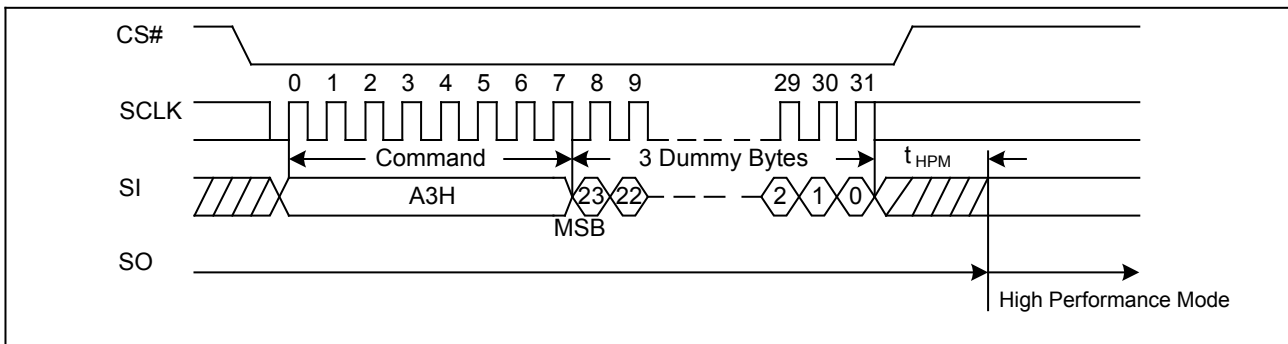 CS#
0 1 2 3 4 5 6 7 8 9 29 30 31
SCLK
Command 3 Dummy Bytes tHPM
SI A3H 23 22 2 1 0
MSB
SO
High Performance Mode